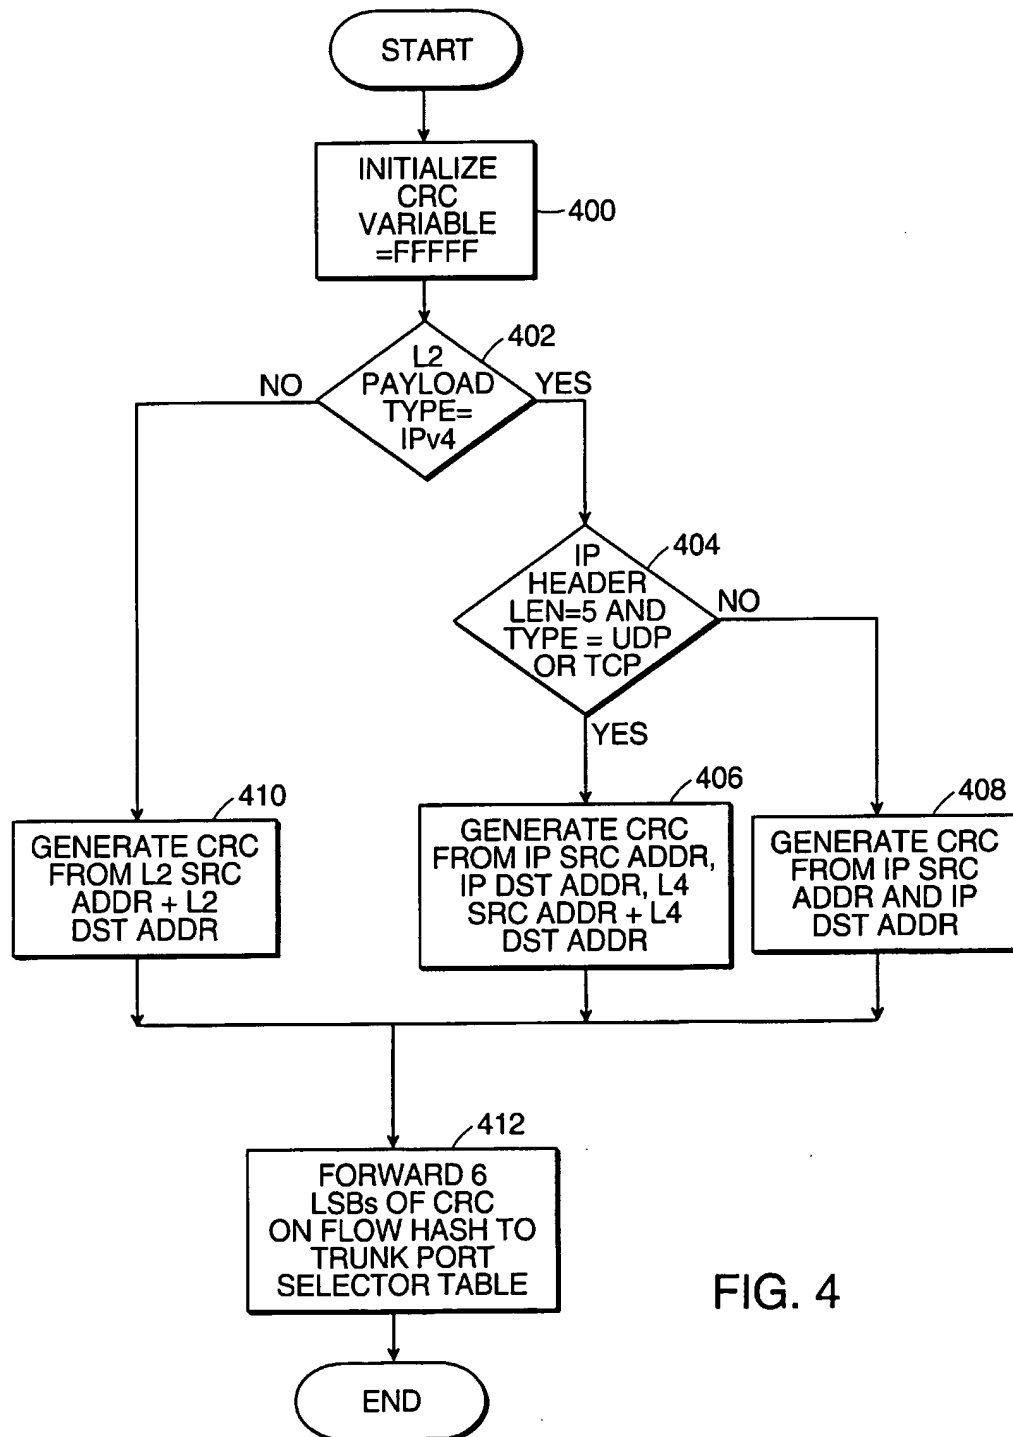 START
INITIALIZE
CRC
VARIABLE
=FFFFF
400
402
L2
PAYLOAD
TYPE=
IPv4
NO
YES
404
IP
HEADER
LEN=5 AND
TYPE = UDP
OR TCP
NO
YES
410
GENERATE CRC
FROM L2 SRC
ADDR + L2
DST ADDR
406
GENERATE CRC
FROM IP SRC ADDR,
IP DST ADDR, L4
SRC ADDR + L4
DST ADDR
408
GENERATE CRC
FROM IP SRC
ADDR AND IP
DST ADDR
412
FORWARD 6
LSBs OF CRC
ON FLOW HASH TO
TRUNK PORT
SELECTOR TABLE
FIG. 4
END